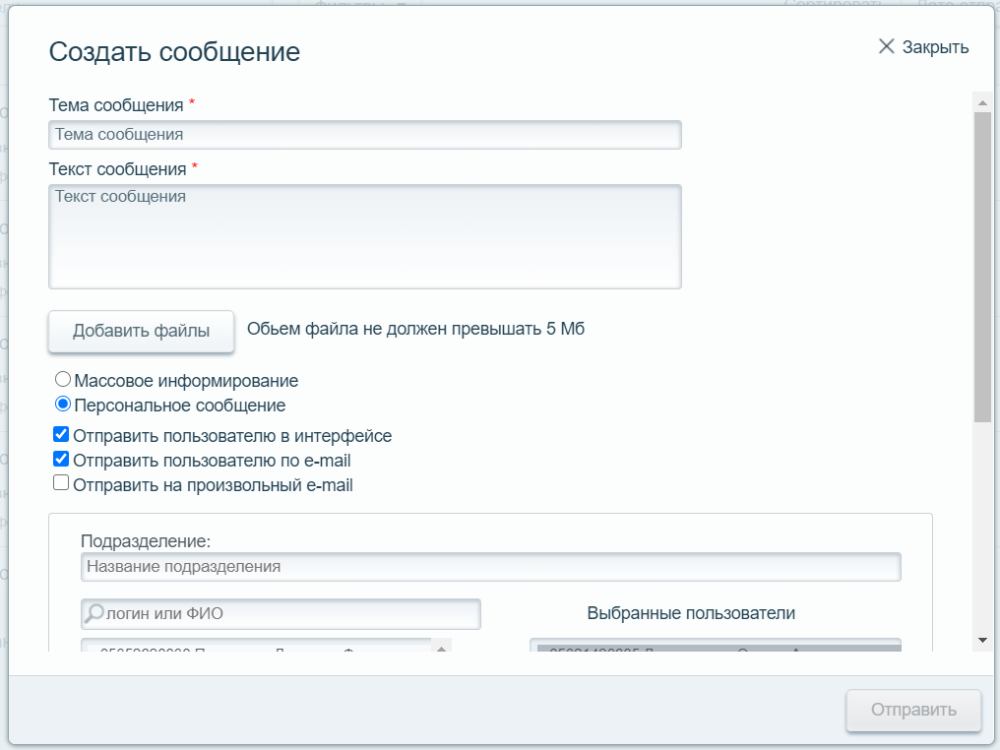 Создать сообщение
Закрыть
Тема сообщения *
Тема сообщения
Текст сообщения *
Текст сообщения
Добавить файлы
Обьем файла не должен превышать 5 Мб
Массовое информирование
Персональное сообщение
Отправить пользователю в интерфейсе
Отправить пользователю по e-mail
Отправить на произвольный e-mail
Подразделение:
Название подразделения
логин или ФИО
Выбранные пользователи
Отправить